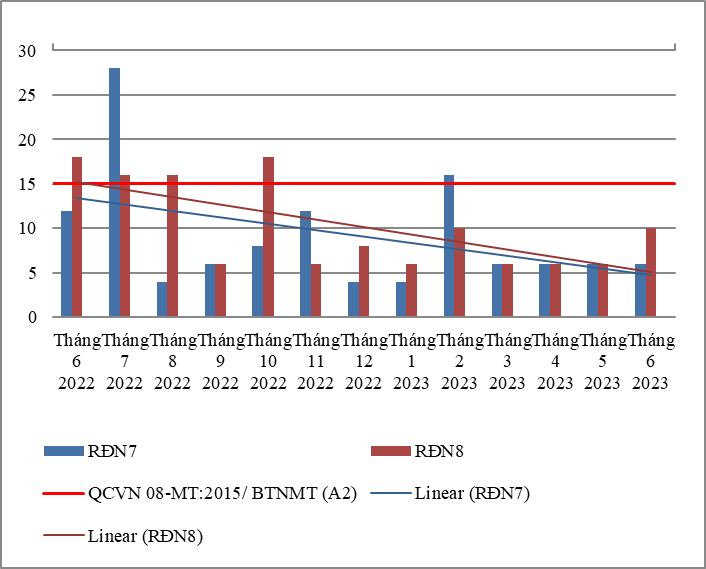 30
25
20
15
10
5
0
Tháng Tháng Tháng Tháng Tháng Tháng Tháng Tháng Tháng Tháng Tháng Tháng Tháng
6 7 8 9 10 11 12 1 2 3 4 5 6
2022 2022 2022 2022 2022 2022 2022 2023 2023 2023 2023 2023 2023
RĐN7 RĐN8
QCVN 08-MT:2015/ BTNMT (A2) Linear (RĐN7)
Linear (RĐN8)